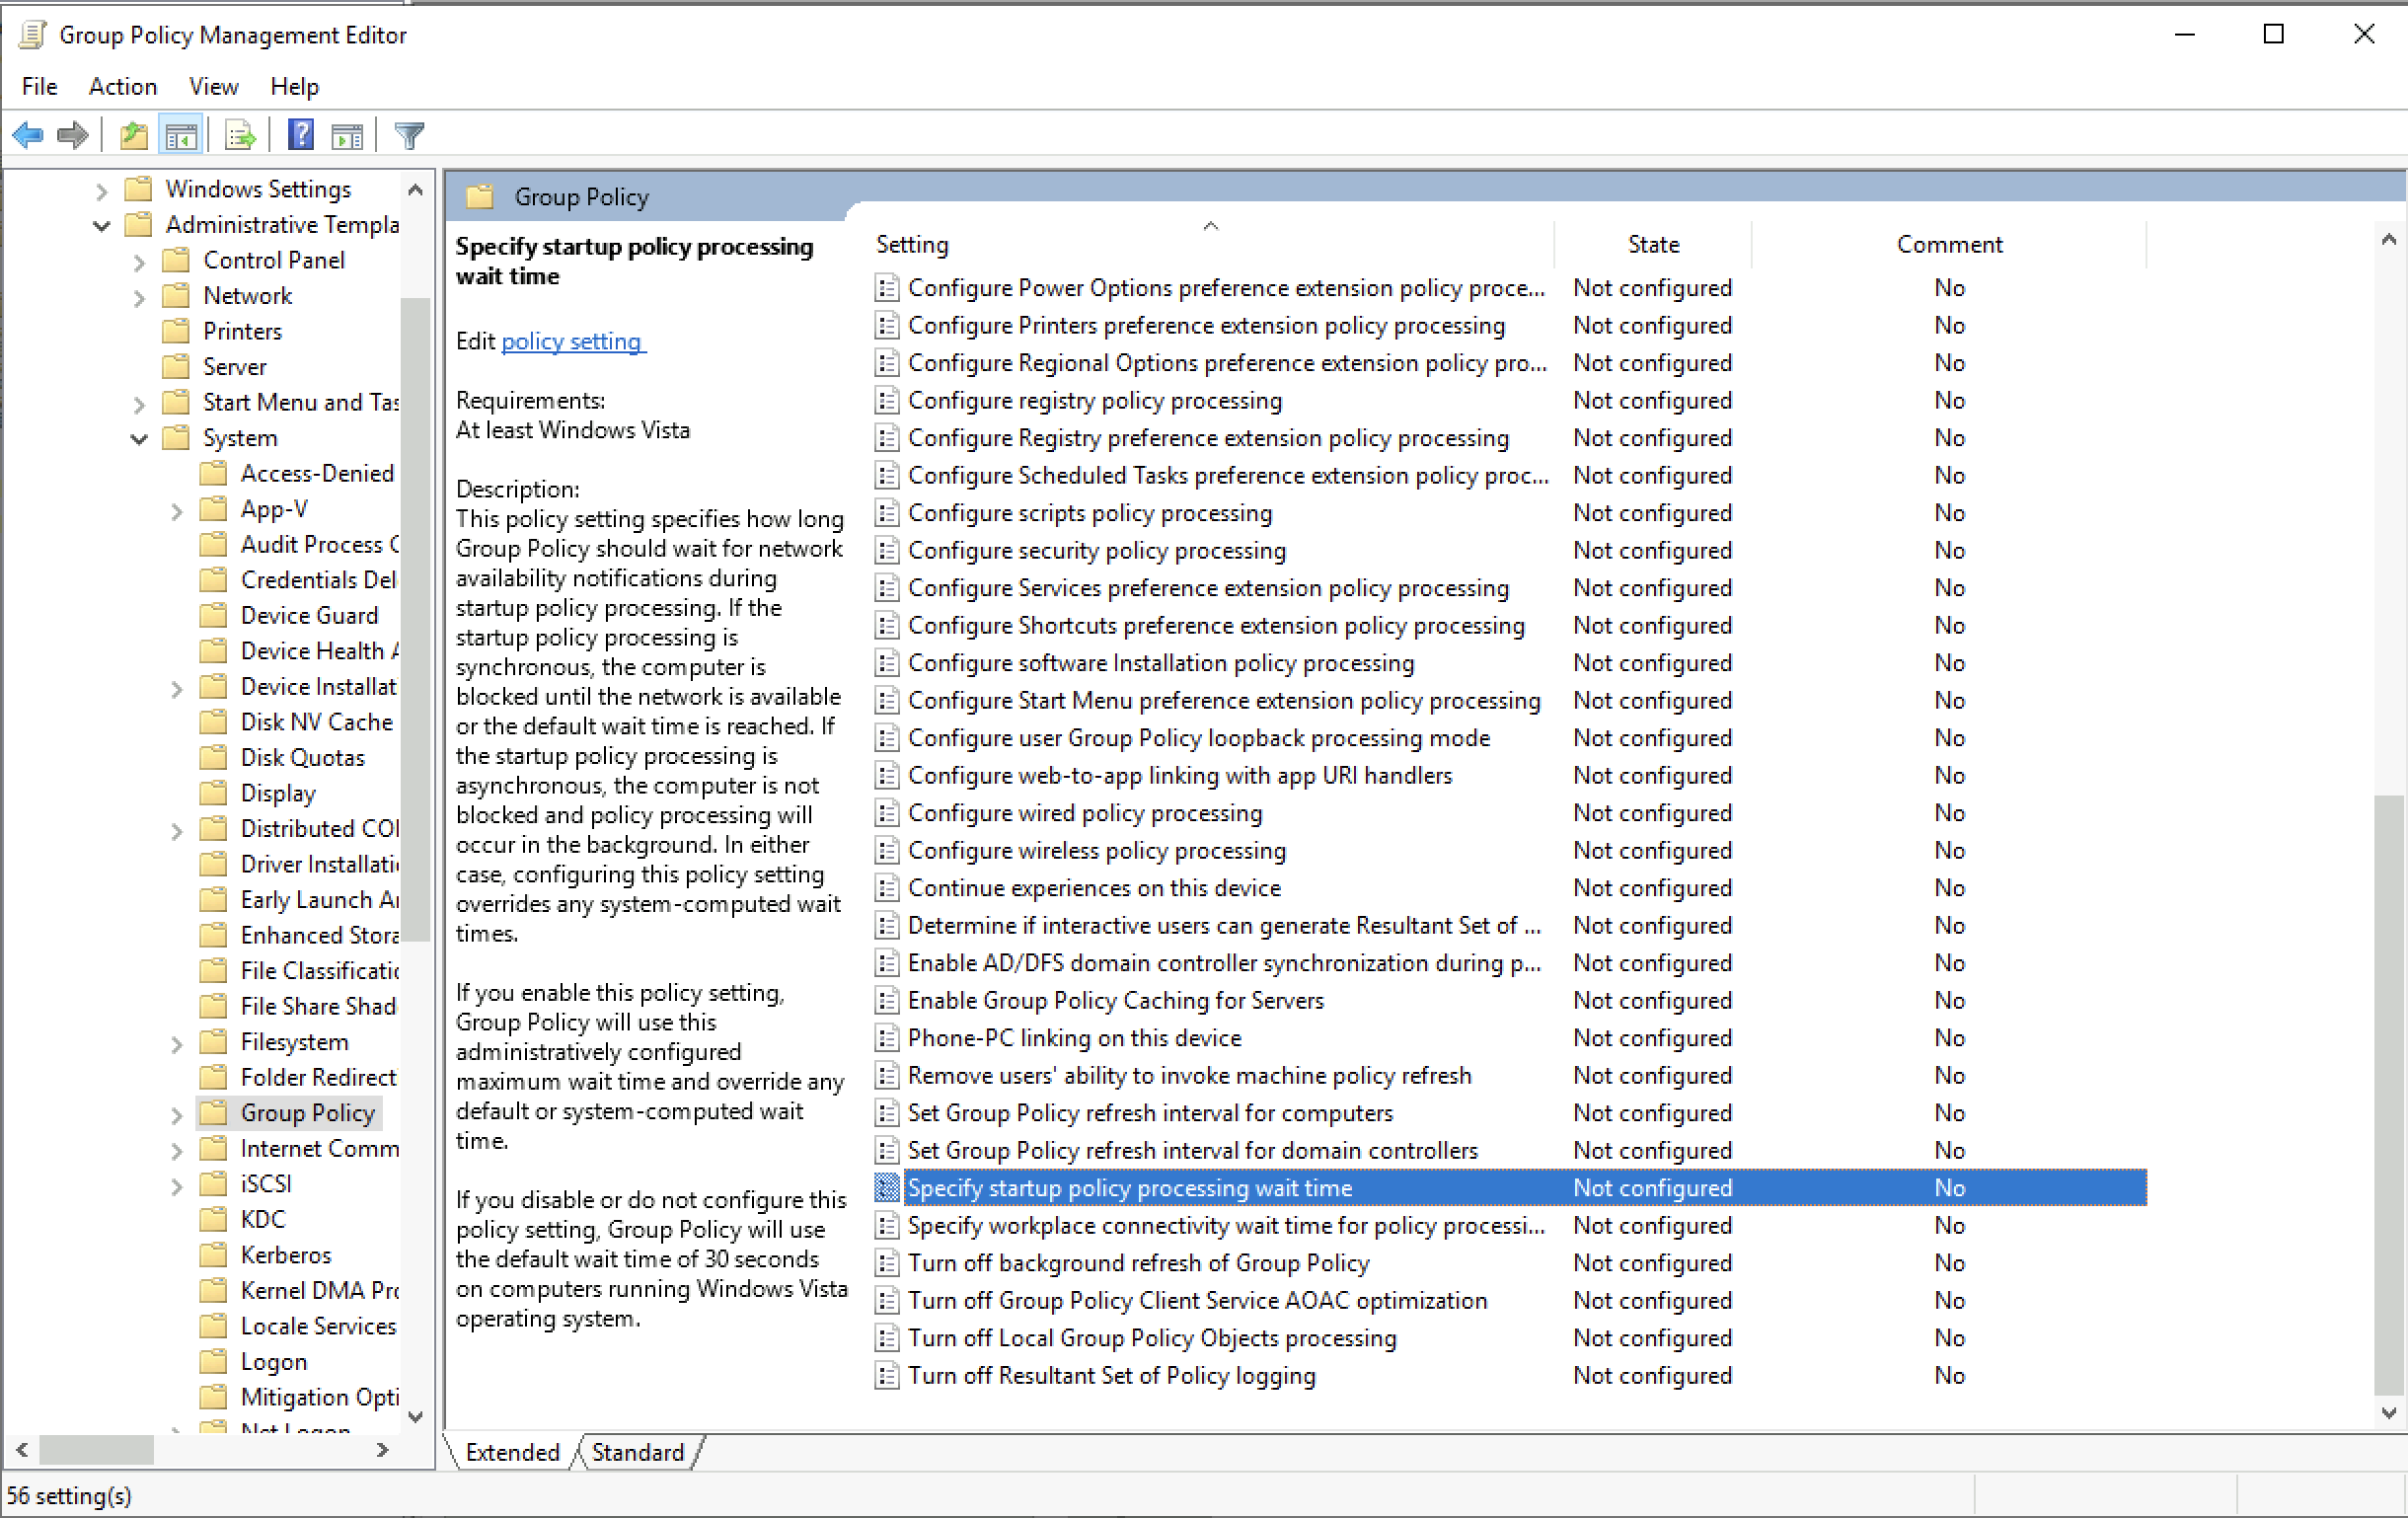 Group Policy Management Editor
File Action View Help
Windows Settings
Administrative Templa
Control Panel
Network
Printers
Server
Start Menu and Tas
System
Access-Denied
App-V
Audit Process C
Credentials Del
Device Guard
Device Health A
Device Installat
Disk NV Cache
Disk Quotas
Display
Distributed COI
Driver Installatio
Early Launch An
Enhanced Stora
File Classificatio
File Share Shad
Filesystem
Folder Redirect
Group Policy
Internet Comm
iSCSI
KDC
Kerberos
Kernel DMA Pro
Locale Services
Logon
Mitigation Opti
Net Logon
Group Policy
Specify startup policy processing
wait time
Edit policy setting
Requirements:
At least Windows Vista
Description:
This policy setting specifies how long
Group Policy should wait for network
availability notifications during
startup policy processing. If the
startup policy processing is
synchronous, the computer is
blocked until the network is available
or the default wait time is reached. If
the startup policy processing is
asynchronous, the computer is not
blocked and policy processing will
occur in the background. In either
case, configuring this policy setting
overrides any system-computed wait
times.
If you enable this policy setting,
Group Policy will use this
administratively configured
maximum wait time and override any
default or system-computed wait
time.
If you disable or do not configure this
policy setting, Group Policy will use
the default wait time of 30 seconds
on computers running Windows Vista
operating system.
Setting State Comment
Configure Power Options preference extension policy proce... Not configured No
Configure Printers preference extension policy processing Not configured No
Configure Regional Options preference extension policy pro... Not configured No
Configure registry policy processing Not configured No
Configure Registry preference extension policy processing Not configured No
Configure Scheduled Tasks preference extension policy proc... Not configured No
Configure scripts policy processing Not configured No
Configure security policy processing Not configured No
Configure Services preference extension policy processing Not configured No
Configure Shortcuts preference extension policy processing Not configured No
Configure software Installation policy processing Not configured No
Configure Start Menu preference extension policy processing Not configured No
Configure user Group Policy loopback processing mode Not configured No
Configure web-to-app linking with app URI handlers Not configured No
Configure wired policy processing Not configured No
Configure wireless policy processing Not configured No
Continue experiences on this device Not configured No
Determine if interactive users can generate Resultant Set of ... Not configured No
Enable AD/DFS domain controller synchronization during p... Not configured No
Enable Group Policy Caching for Servers Not configured No
Phone-PC linking on this device Not configured No
Remove users' ability to invoke machine policy refresh Not configured No
Set Group Policy refresh interval for computers Not configured No
Set Group Policy refresh interval for domain controllers Not configured No
Specify startup policy processing wait time Not configured No
Specify workplace connectivity wait time for policy processi... Not configured No
Turn off background refresh of Group Policy Not configured No
Turn off Group Policy Client Service AOAC optimization Not configured No
Turn off Local Group Policy Objects processing Not configured No
Turn off Resultant Set of Policy logging Not configured No
Extended Standard
56 setting(s)